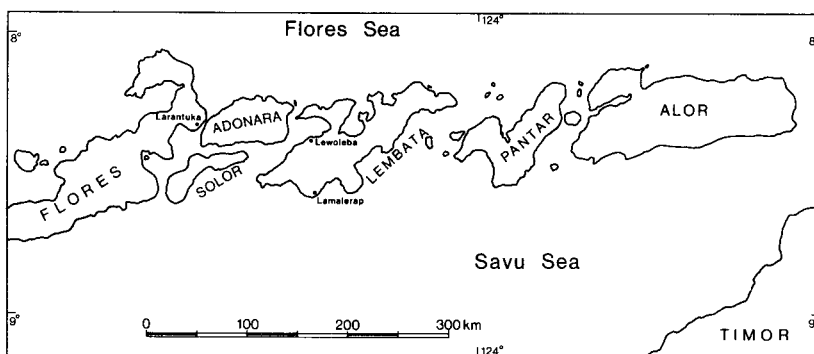 Flores Sea
124°
8°
8
Larantuka
ADONARA
ALOR
Lewoleba
PANTAR
LEMBATA
FLORES
SOLOR
Lamalerap
Savu Sea
9°
9
0 100 200 300 km
124°
TIMOR